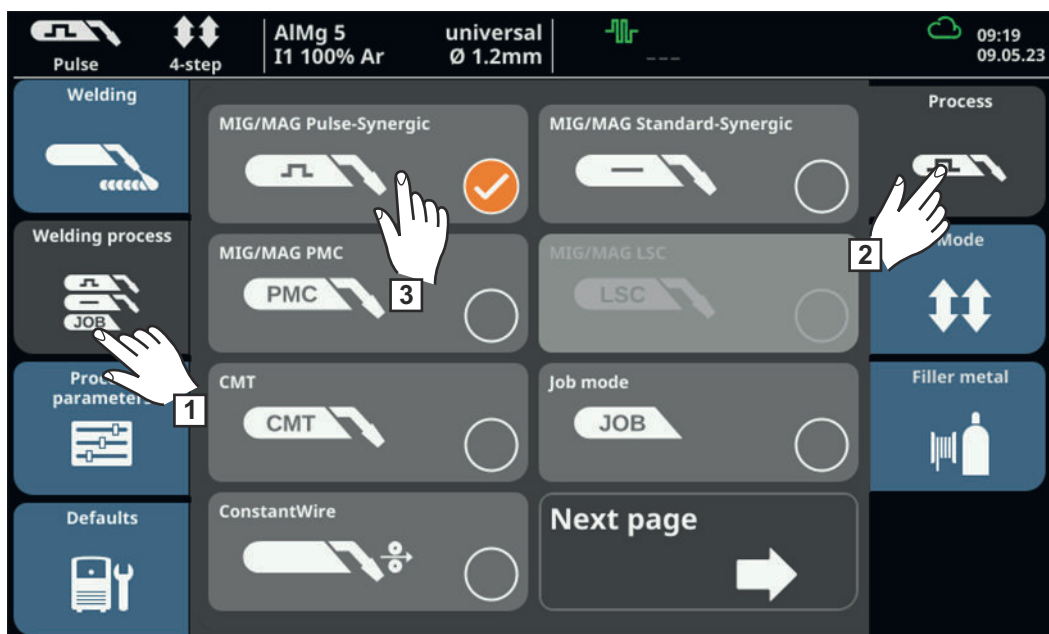 Pulse
4-step
AlMg 5
I1 100% Ar
universal
Ø 1.2mm
---
09:19
09.05.23
Welding
Welding process
JOB
1
Defaults
MIG/MAG Pulse-Synergic
MIG/MAG Standard-Synergic
3
MIG/MAG PMC
PMC
MIG/MAG LSC
LSC
CMT
CMT
Job mode
JOB
ConstantWire
Next page
Process
2
Mode
Filler metal